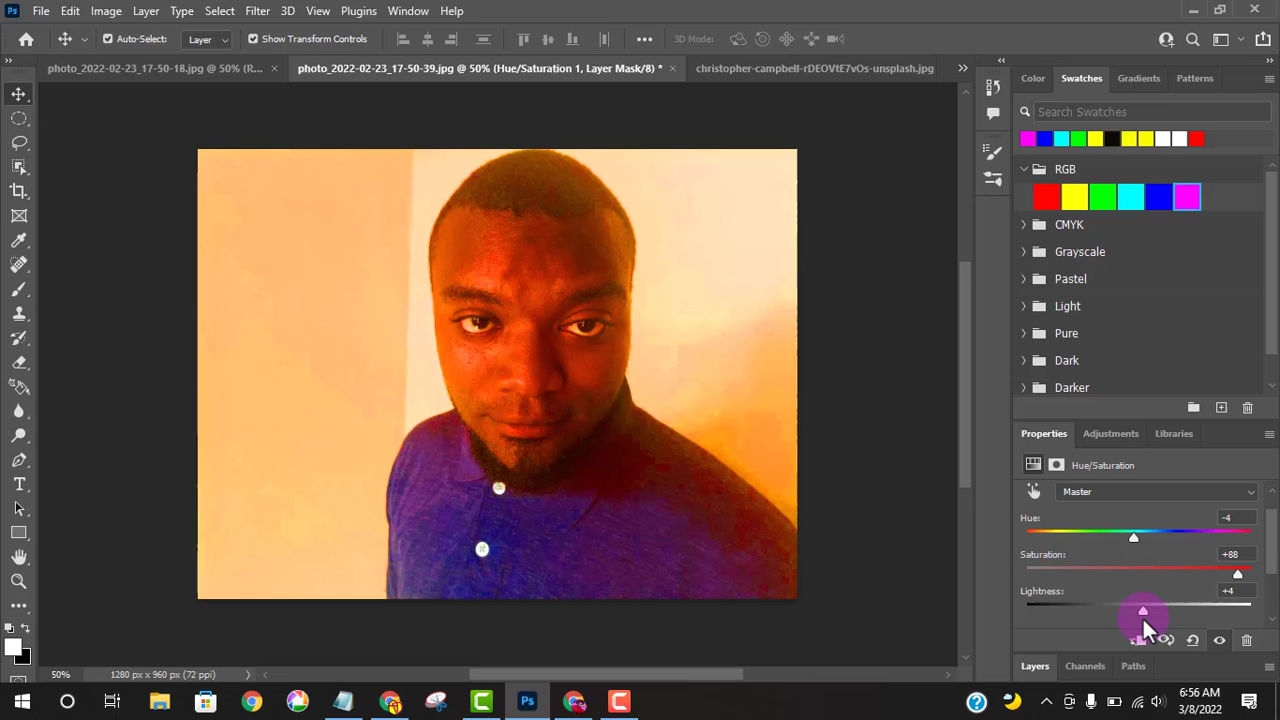 Ps File Edit Image Layer Type Select Filter 3D View Plugins Window Help
Auto-Select: Layer Show Transform Controls 3D Mode:
photo_2022-02-23_17-50-18.jpg @ 50% (R... photo_2022-02-23_17-50-39.jpg @ 50% (Hue/Saturation 1, Layer Mask/8) * christopher-campbell-rDEOVtE7vOs-unsplash.jpg
Color Swatches Gradients Patterns
Search Swatches
RGB
CMYK
Grayscale
Pastel
Light
Pure
Dark
Darker
Properties Adjustments Libraries
Hue/Saturation
Master
Hue: -4
Saturation: +88
Lightness: +4
Layers Channels Paths
50% 1280 px x 960 px (72 ppi)
Ps
6:56 AM
3/8/2022